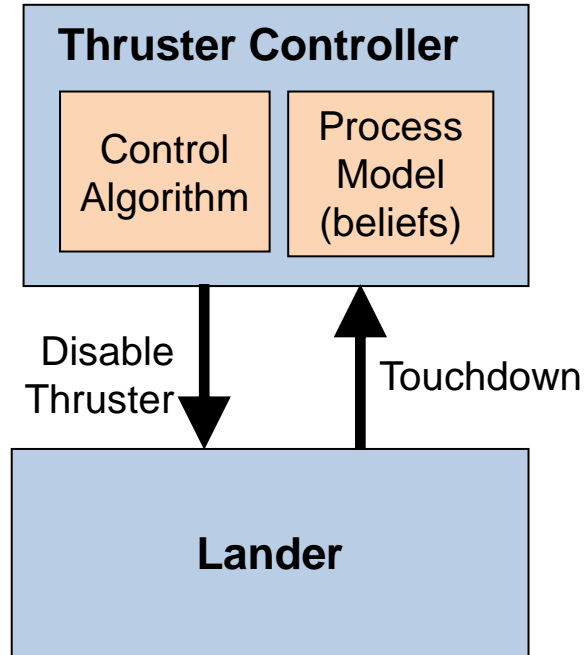 Thruster Controller
Control
Algorithm
Process
Model
(beliefs)
Disable
Thruster
Touchdown
Lander